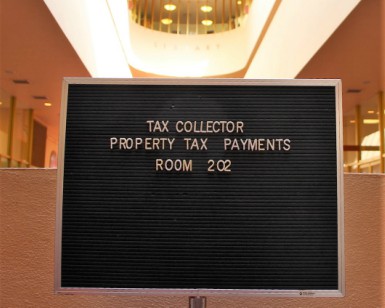 TAX COLLECTOR
PROPERTY TAX PAYMENTS
ROOM 202